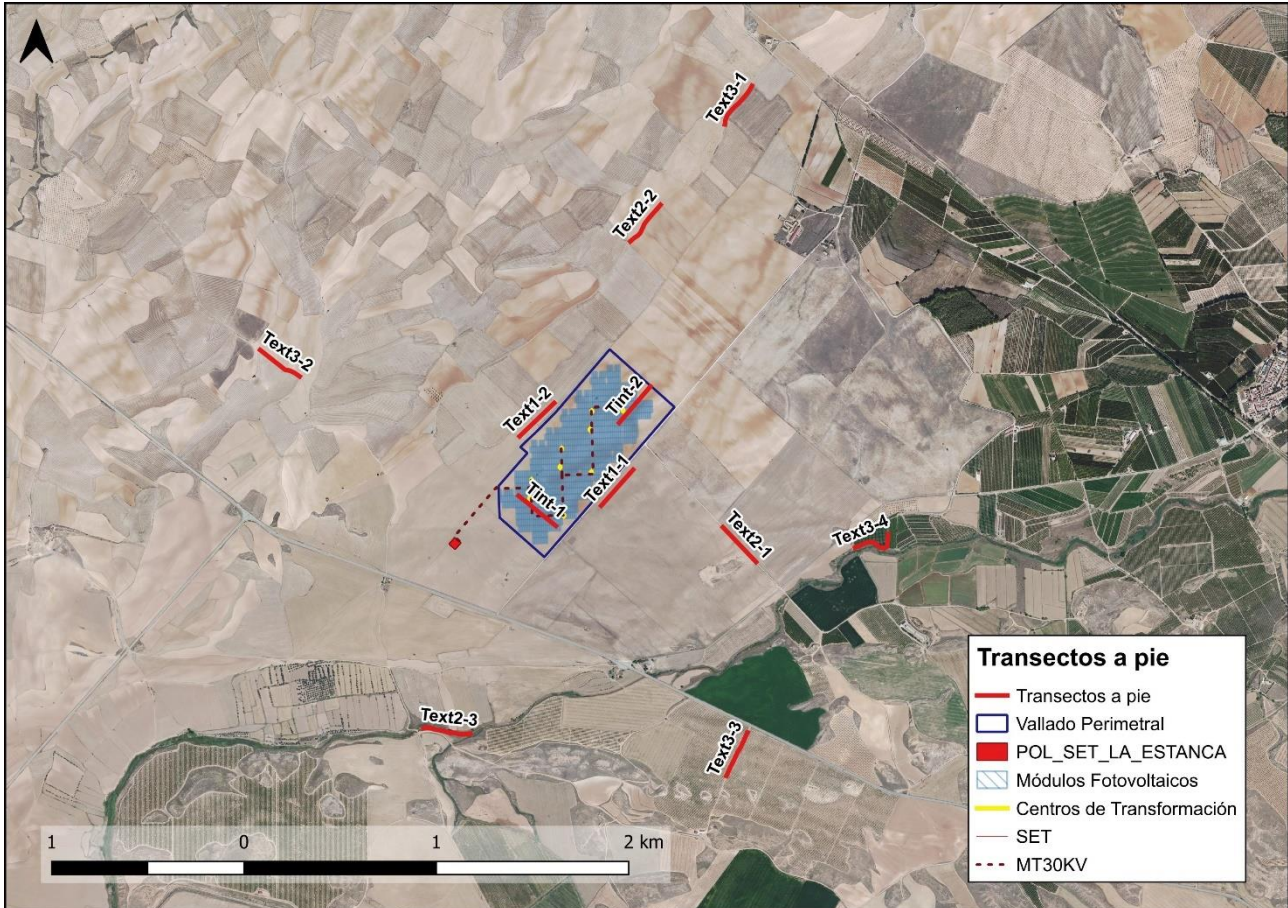 Text3-1
Text2-2
Text3-2
Text1-2
Tint-2
Text1-1
Tint-1
Text2-1
Text3-4
Text2-3
Text3-3
Transectos a pie
Transectos a pie
Vallado Perimetral
POL_SET_LA_ESTANCA
Módulos Fotovoltaicos
Centros de Transformación
SET
MT30KV
1 0 1 2 km